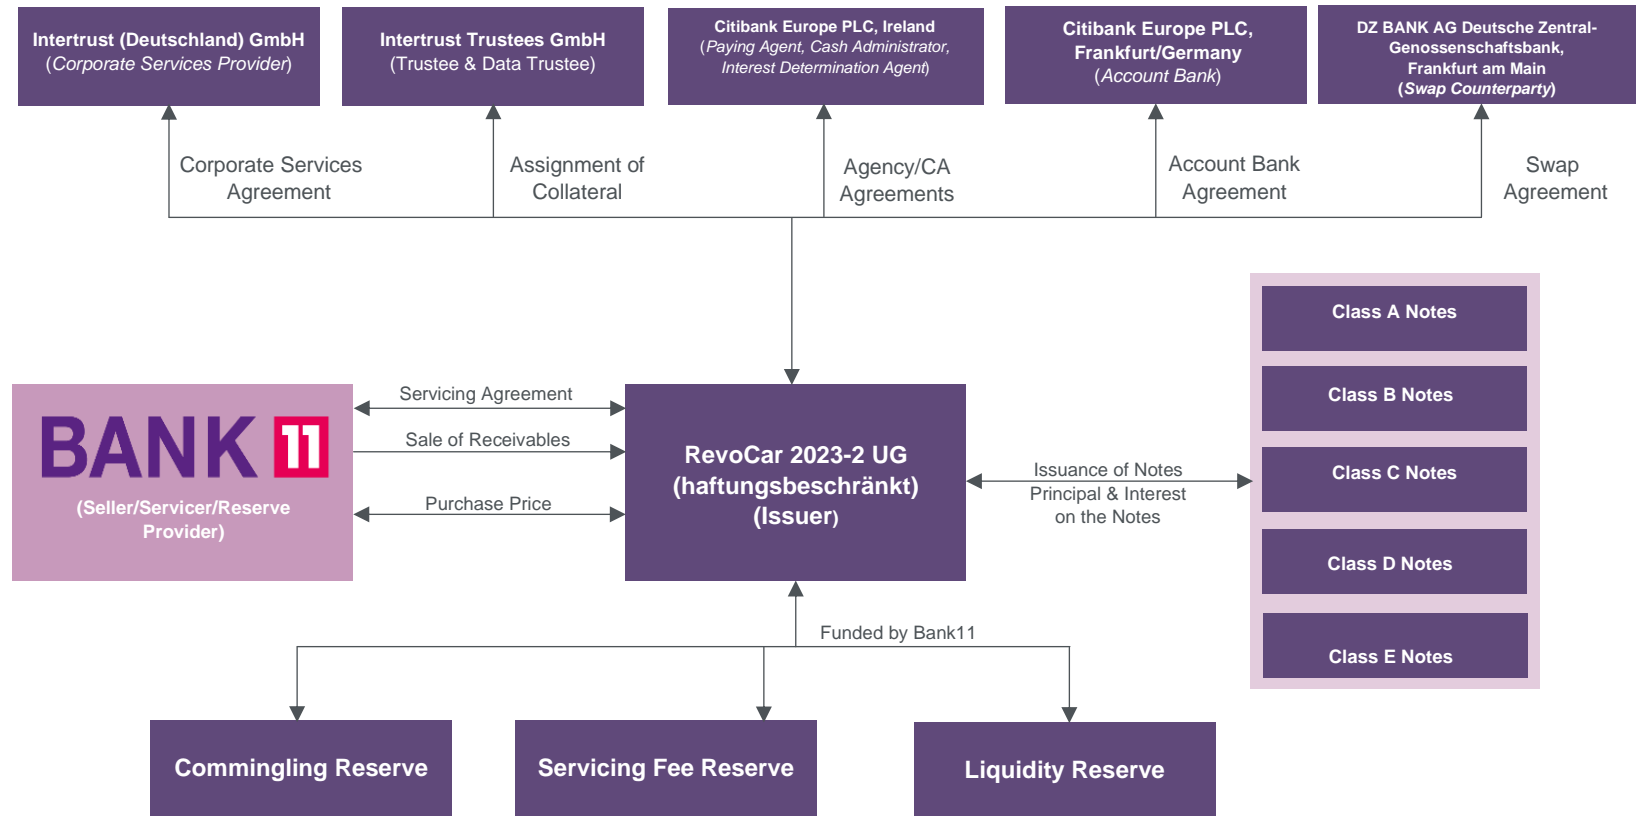 Intertrust (Deutschland) GmbH
(Corporate Services Provider)
Intertrust Trustees GmbH
(Trustee & Data Trustee)
Citibank Europe PLC, Ireland
(Paying Agent, Cash Administrator,
Interest Determination Agent)
Citibank Europe PLC,
Frankfurt/Germany
(Account Bank)
DZ BANK AG Deutsche Zentral-
Genossenschaftsbank,
Frankfurt am Main
(Swap Counterparty)
Corporate Services
Agreement
Assignment of
Collateral
Agency/CA
Agreements
Account Bank
Agreement
Swap
Agreement
BANK 11
(Seller/Servicer/Reserve
Provider)
Servicing Agreement
Sale of Receivables
Purchase Price
RevoCar 2023-2 UG
(haftungsbeschränkt)
(Issuer)
Issuance of Notes
Principal & Interest
on the Notes
Class A Notes
Class B Notes
Class C Notes
Class D Notes
Class E Notes
Funded by Bank11
Commingling Reserve
Servicing Fee Reserve
Liquidity Reserve